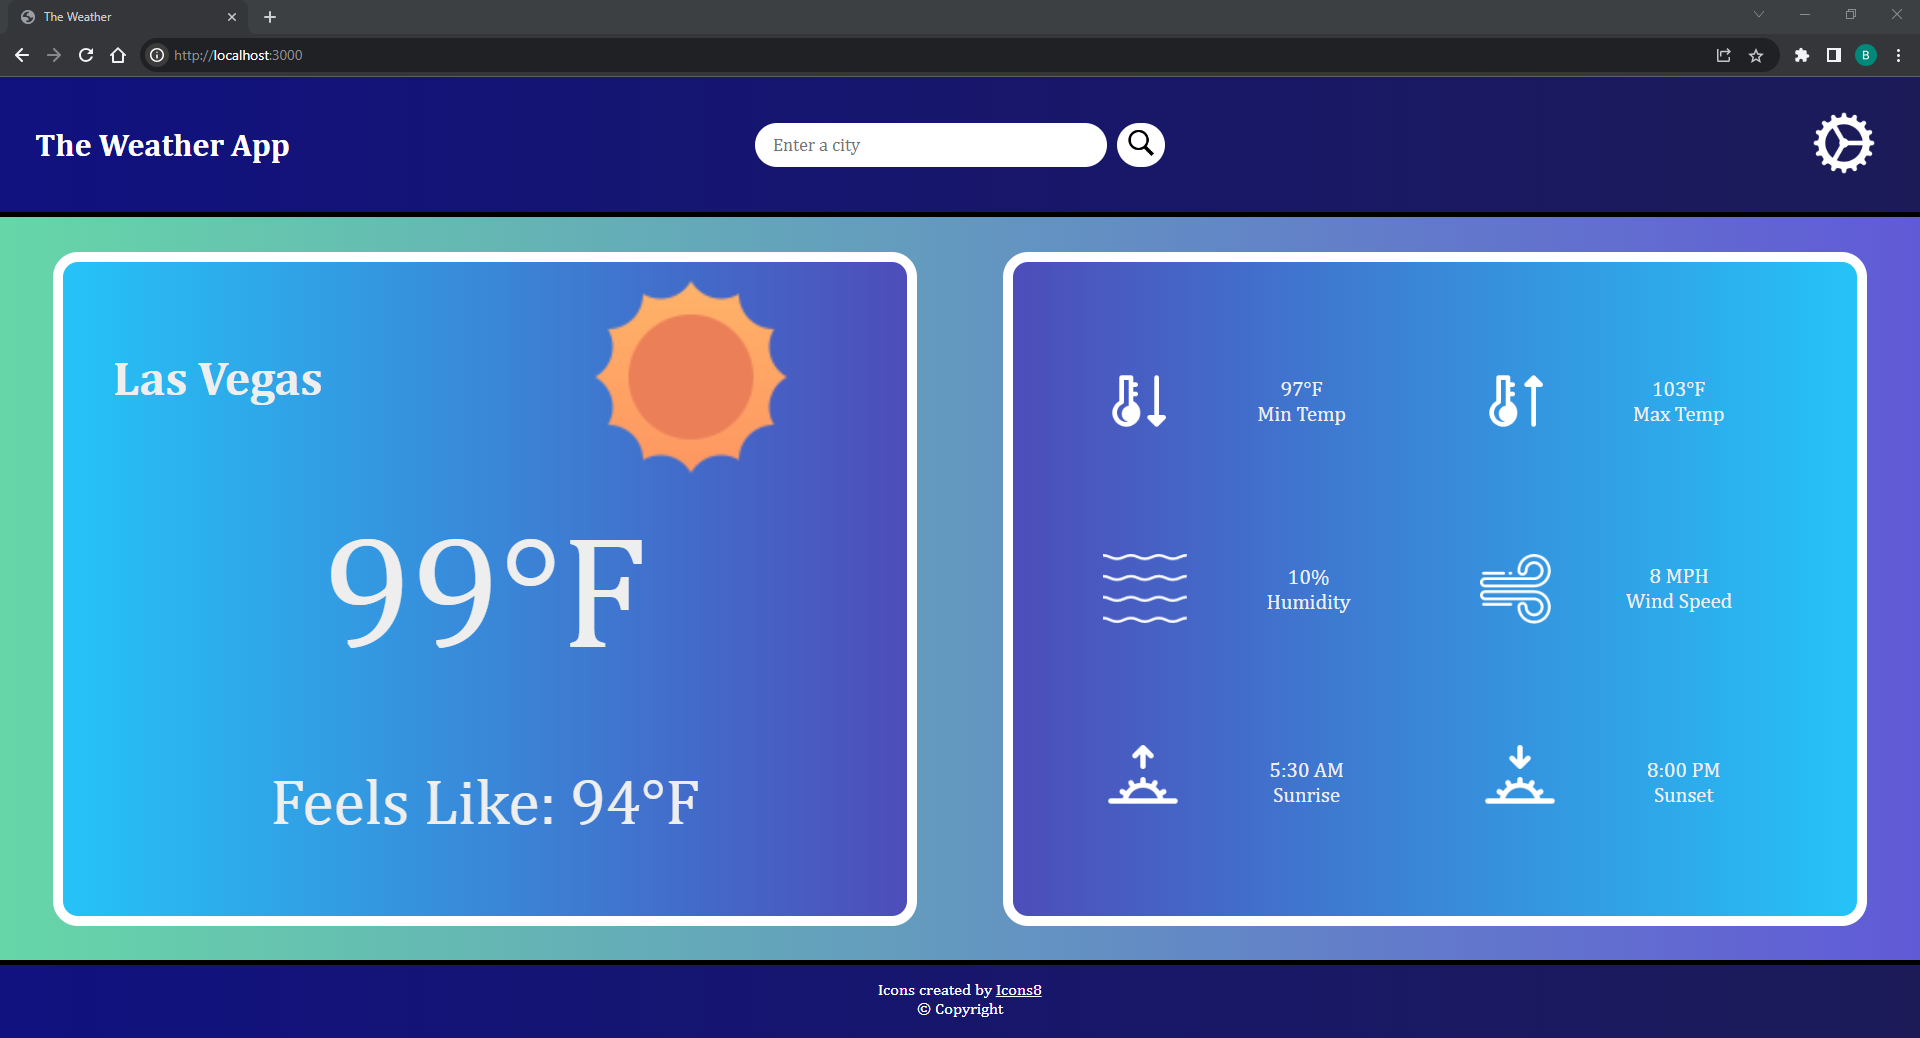 The Weather
http://localhost:3000
B
The Weather App
Enter a city
Las Vegas
99°F
Feels Like: 94°F
97°F
Min Temp
103°F
Max Temp
10%
Humidity
8 MPH
Wind Speed
5:30 AM
Sunrise
8:00 PM
Sunset
Icons created by Icons8
© Copyright